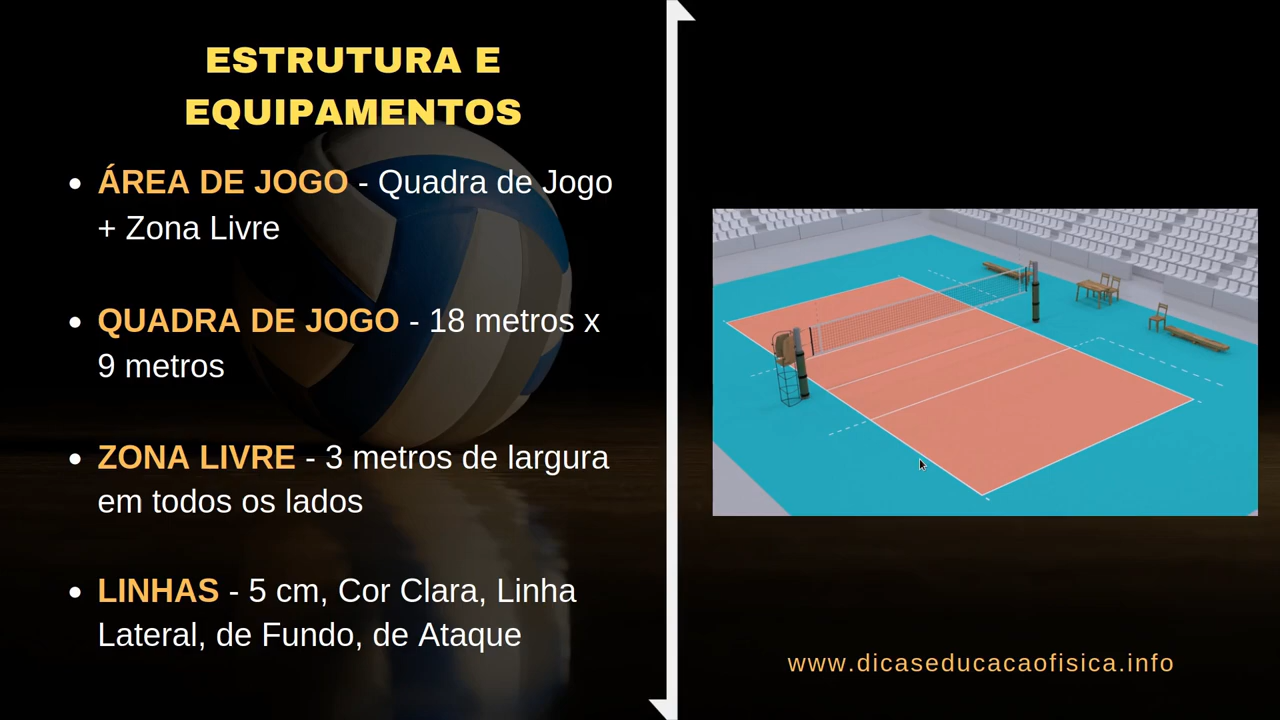 ESTRUTURA E
EQUIPAMENTOS
• ÁREA DE JOGO - Quadra de Jogo
+ Zona Livre
• QUADRA DE JOGO - 18 metros x
9 metros
• ZONA LIVRE - 3 metros de largura
em todos os lados
• LINHAS - 5 cm, Cor Clara, Linha
Lateral, de Fundo, de Ataque
www.dicaseducacaofisica.info